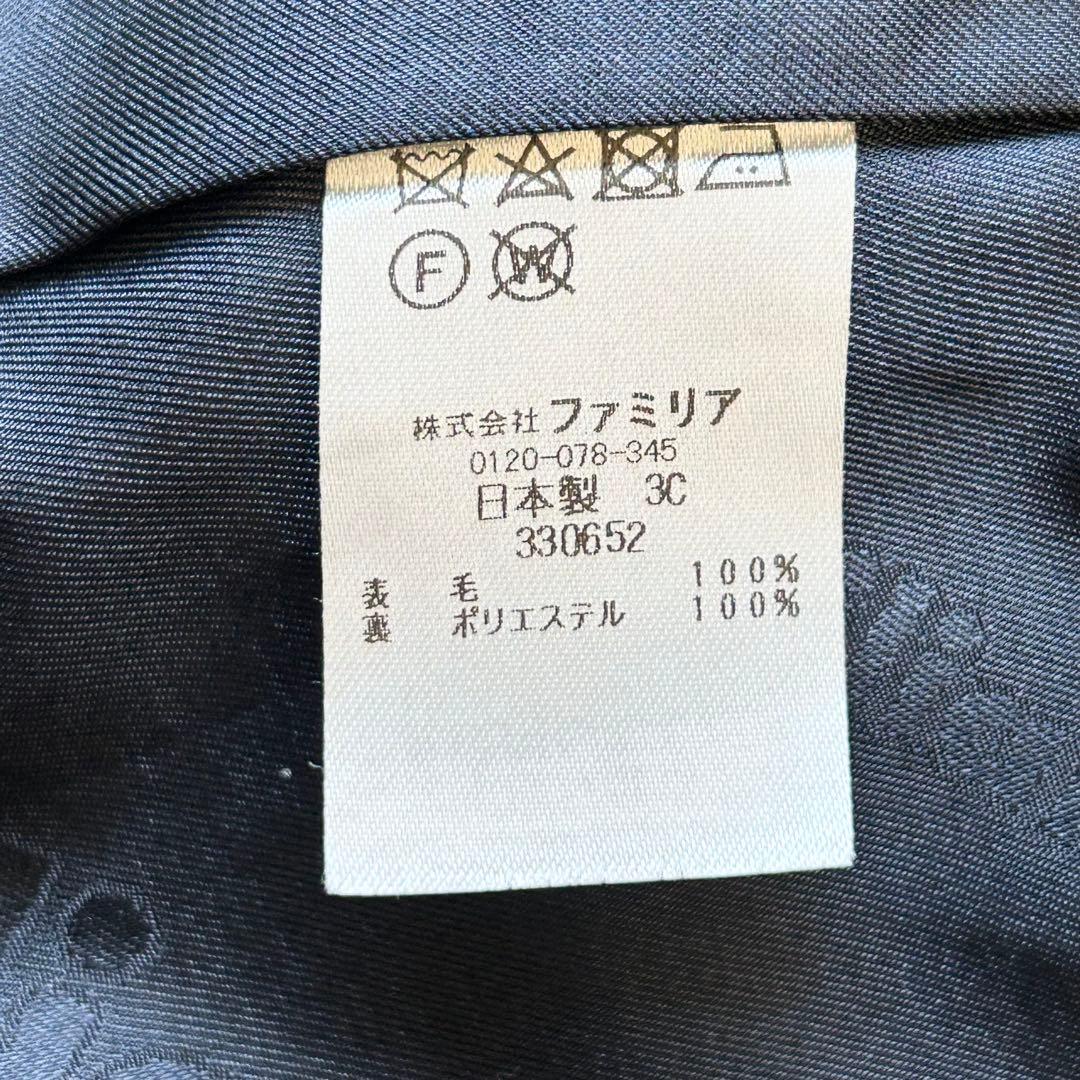 F W
株式会社 ファミリア
0120-078-345
日本製 3C
330652
表 毛 100%
裏 ポリエステル 100%